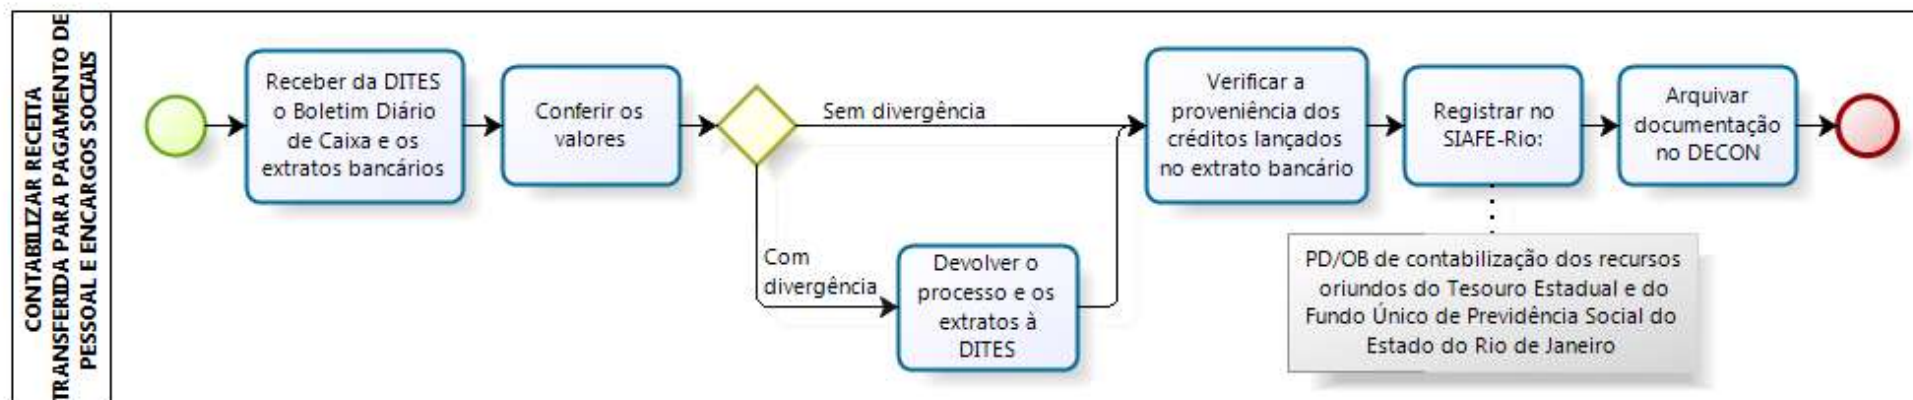 CONTABILIZAR RECEITA
TRANSFERIDA PARA PAGAMENTO DE
PESSOAL E ENCARGOS SOCIAIS
Receber da DITES
o Boletim Diário
de Caixa e os
extratos bancários
Conferir os
valores
Sem divergência
Com
divergência
Devolver o
processo e os
extratos à
DITES
Verificar a
proveniência dos
créditos lançados
no extrato bancário
Registrar no
SIAFE-Rio:
PD/OB de contabilização dos recursos
oriundos do Tesouro Estadual e do
Fundo Único de Previdência Social do
Estado do Rio de Janeiro
Arquivar
documentação
no DECON